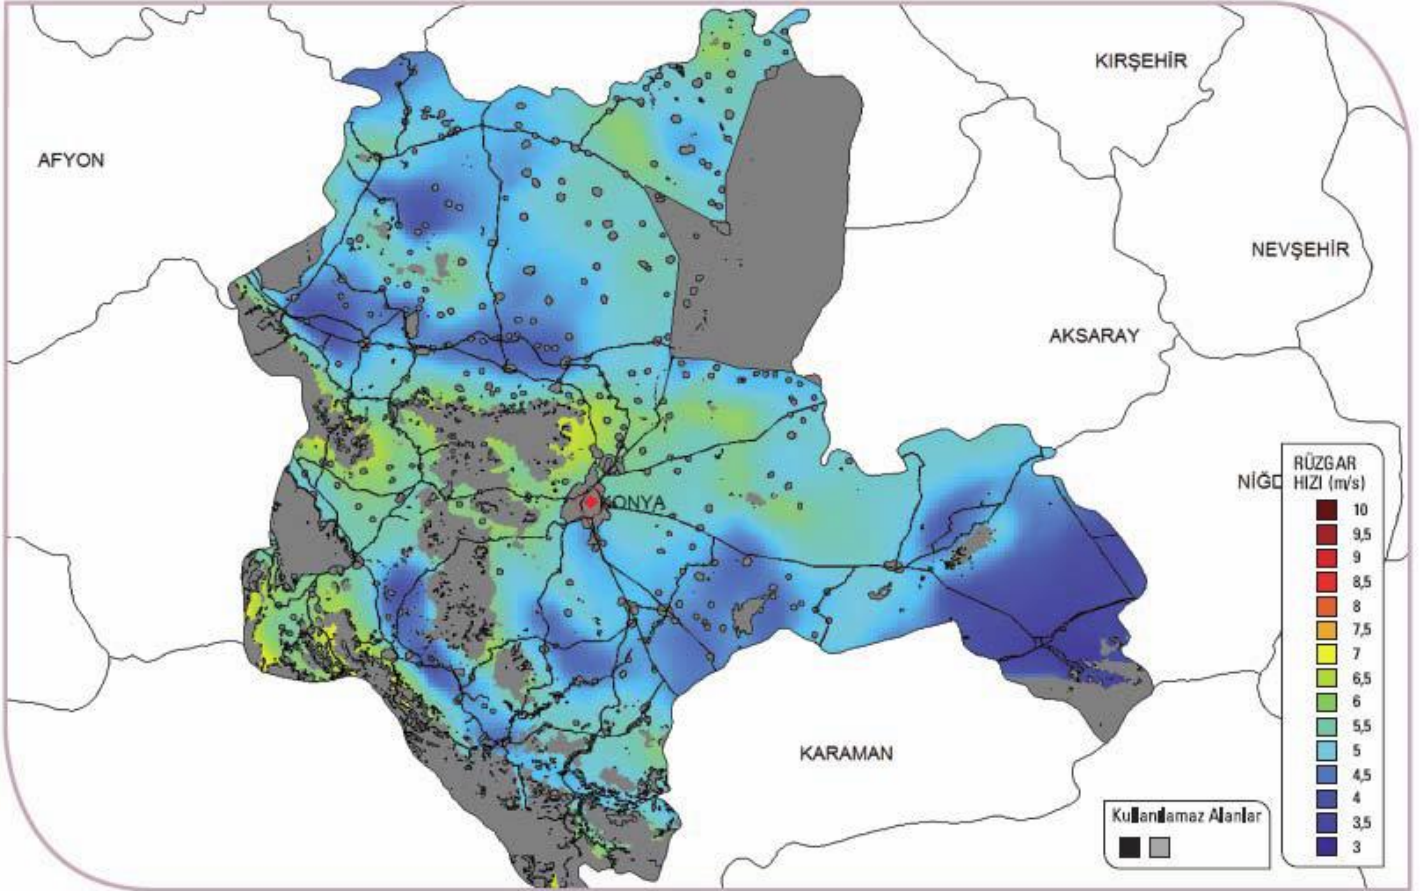 KIRŞEHİR
AFYON
NEVŞEHİR
AKSARAY
NİĞD
KONYA
KARAMAN
RÜZGAR
HIZI (m/s)
10
9,5
9
8,5
8
7,5
7
6,5
6
5,5
5
4,5
4
3,5
3
Kullanılamaz Alanlar